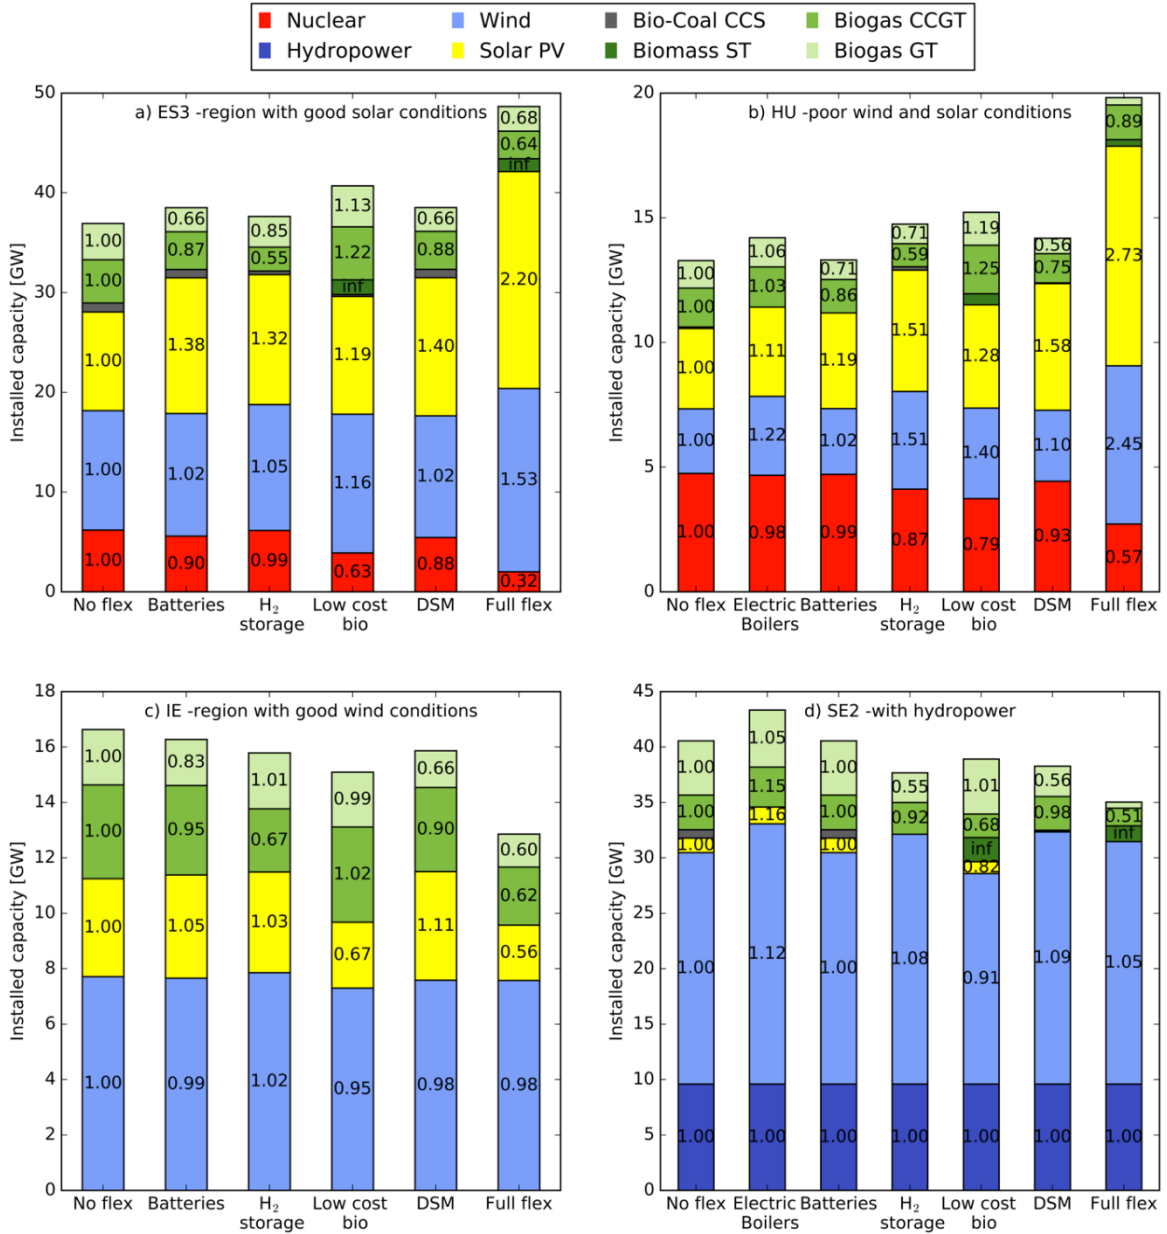 Nuclear Wind Bio-Coal CCS Biogas CCGT
Hydropower Solar PV Biomass ST Biogas GT
a) ES3 -region with good solar conditions
Installed capacity [GW]
50
40
30
20
10
0
1.00 1.00 1.00 1.00 1.00
0.66 0.87 1.38 1.02 0.90
0.85 0.55 1.32 1.05 0.99
1.13 1.22 inf 1.19 1.16 0.63
0.66 0.88 1.40 1.02 0.88
0.68 0.64 inf 2.20 1.53 0.32
No flex Batteries H₂ storage Low cost bio DSM Full flex
b) HU -poor wind and solar conditions
Installed capacity [GW]
20
15
10
5
0
1.00 1.00 1.00 1.00 1.00
1.06 1.03 1.11 1.22 0.98
0.71 0.86 1.19 1.02 0.99
0.71 0.59 1.51 1.51 0.87
1.19 1.25 1.28 1.40 0.79
0.56 0.75 1.58 1.10 0.93
0.89 2.73 2.45 0.57
No flex Electric Boilers Batteries H₂ storage Low cost bio DSM Full flex
c) IE -region with good wind conditions
Installed capacity [GW]
18
16
14
12
10
8
6
4
2
0
1.00 1.00 1.00 1.00
0.83 0.95 1.05 0.99
1.01 0.67 1.03 1.02
0.99 1.02 0.67 0.95
0.66 0.90 1.11 0.98
0.60 0.62 0.56 0.98
No flex Batteries H₂ storage Low cost bio DSM Full flex
d) SE2 -with hydropower
Installed capacity [GW]
45
40
35
30
25
20
15
10
5
0
1.00 1.00 1.00 1.00 1.00
1.05 1.15 1.16 1.12 1.00
1.00 1.00 1.00 1.00 1.00
0.55 0.92 1.08 1.00
1.01 0.68 inf 0.82 0.91 1.00
0.56 0.98 1.09 1.00
0.51 inf 1.05 1.00
No flex Electric Boilers Batteries H₂ storage Low cost bio DSM Full flex